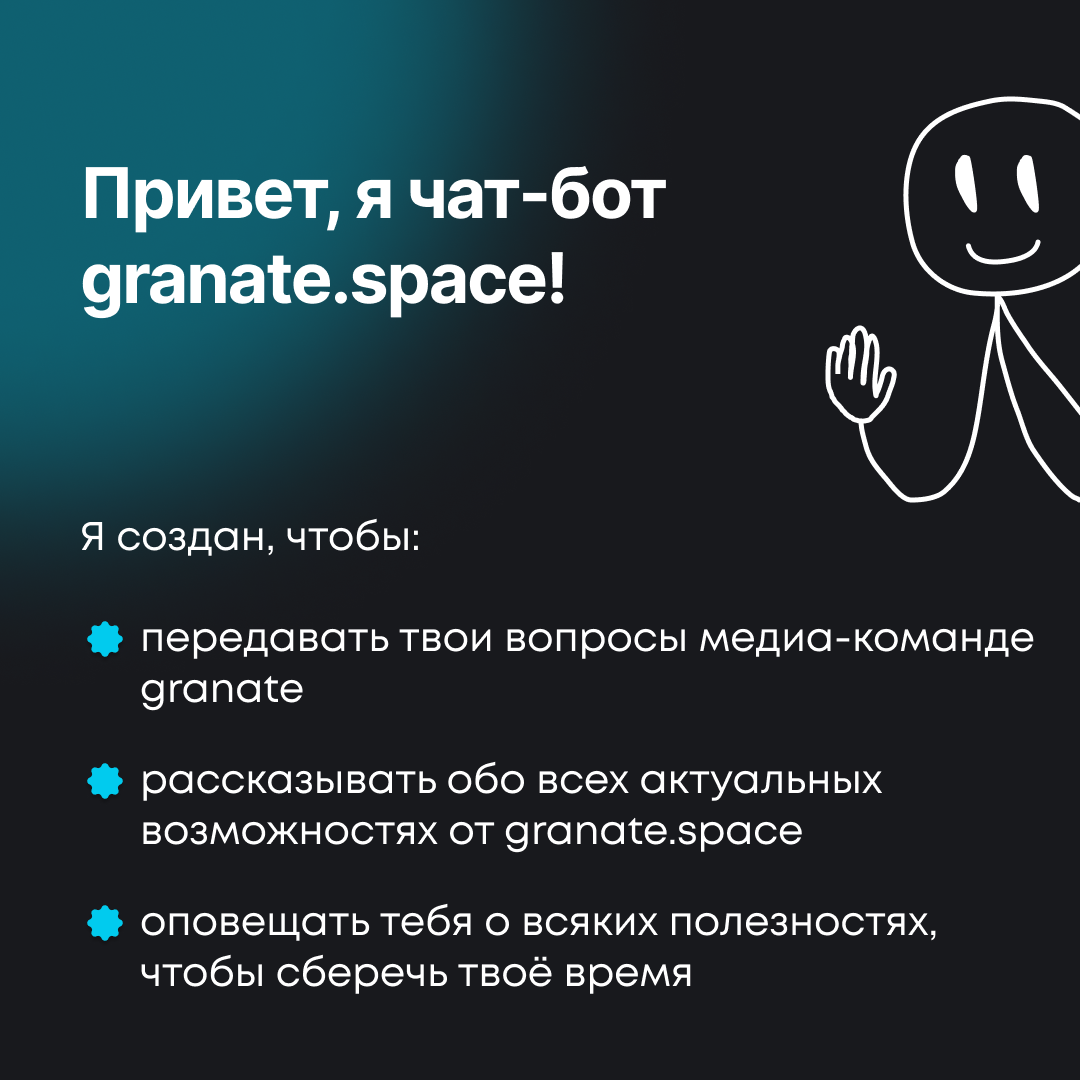 Привет, я чат-бот
granate.space!
Я создан, чтобы:
передавать твои вопросы медиа-команде
granate
рассказывать обо всех актуальных
возможностях от granate.space
оповещать тебя о всяких полезностях,
чтобы сберечь твоё время